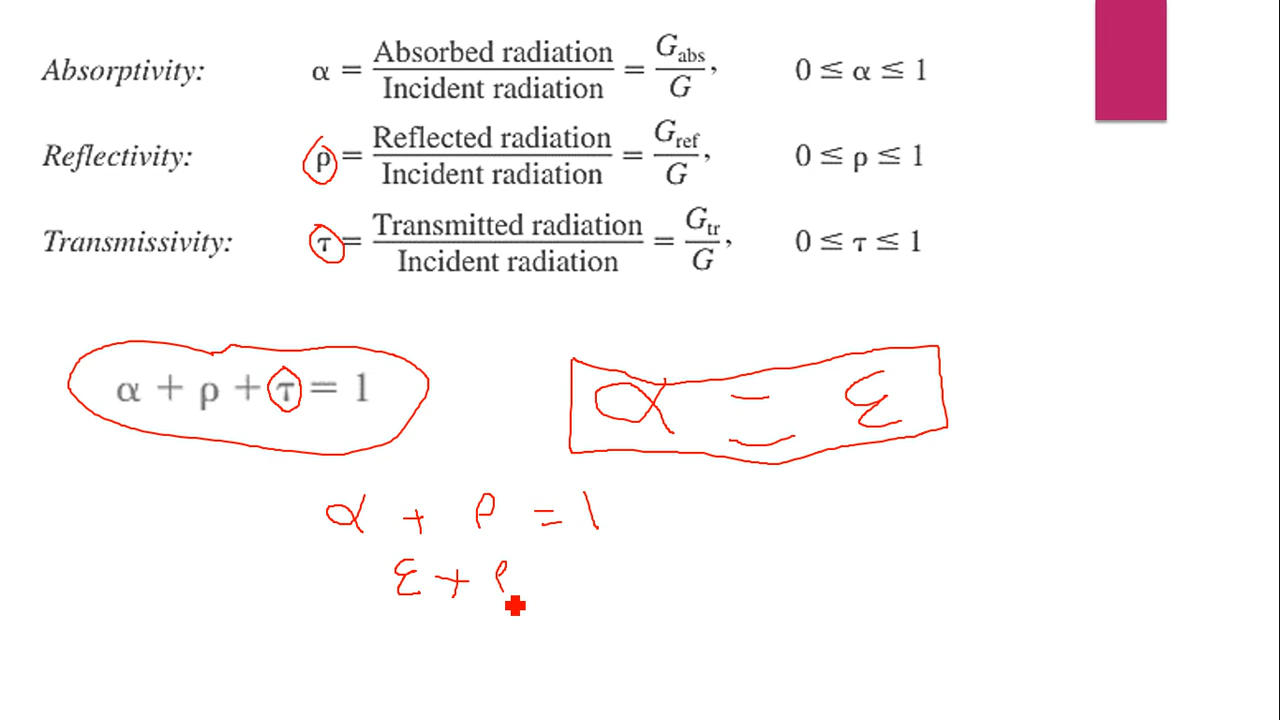 Absorptivity: α = Absorbed radiation / Incident radiation = G_abs / G, 0 ≤ α ≤ 1
Reflectivity: ρ = Reflected radiation / Incident radiation = G_ref / G, 0 ≤ ρ ≤ 1
Transmissivity: τ = Transmitted radiation / Incident radiation = G_tr / G, 0 ≤ τ ≤ 1
α + ρ + τ = 1
α = ε
α + ρ = 1
ε + ρ